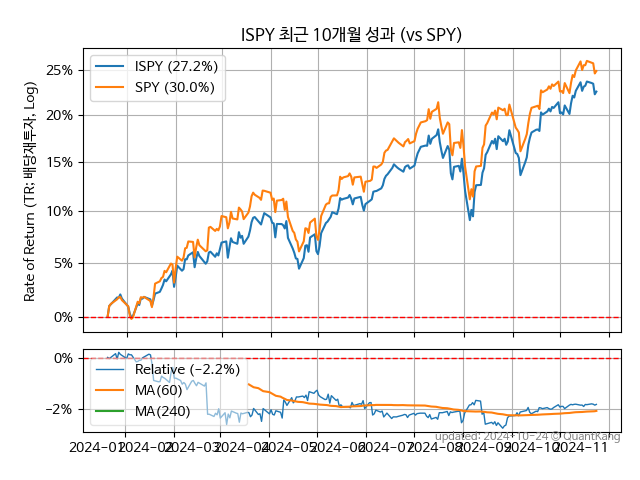 ISPY 최근 10개월 성과 (vs SPY)
Rate of Return (TR: 배당재투자, Log)
25%
20%
15%
10%
5%
0%
ISPY (27.2%)
SPY (30.0%)
0%
−2%
Relative (−2.2%)
MA(60)
MA(240)
2024-01
2024-02
2024-03
2024-04
2024-05
2024-06
2024-07
2024-08
2024-09
2024-10
2024-11
updated: 2024-10-24 © QuantKang